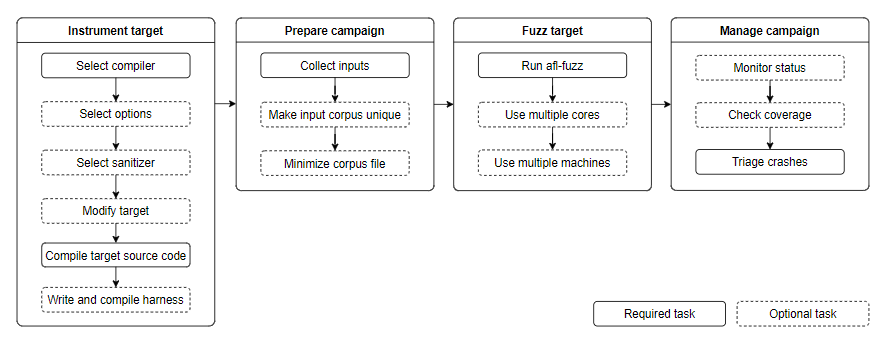 Instrument target
Select compiler
Select options
Select sanitizer
Modify target
Compile target source code
Write and compile harness
Prepare campaign
Collect inputs
Make input corpus unique
Minimize corpus file
Fuzz target
Run afl-fuzz
Use multiple cores
Use multiple machines
Manage campaign
Monitor status
Check coverage
Triage crashes
Required task
Optional task